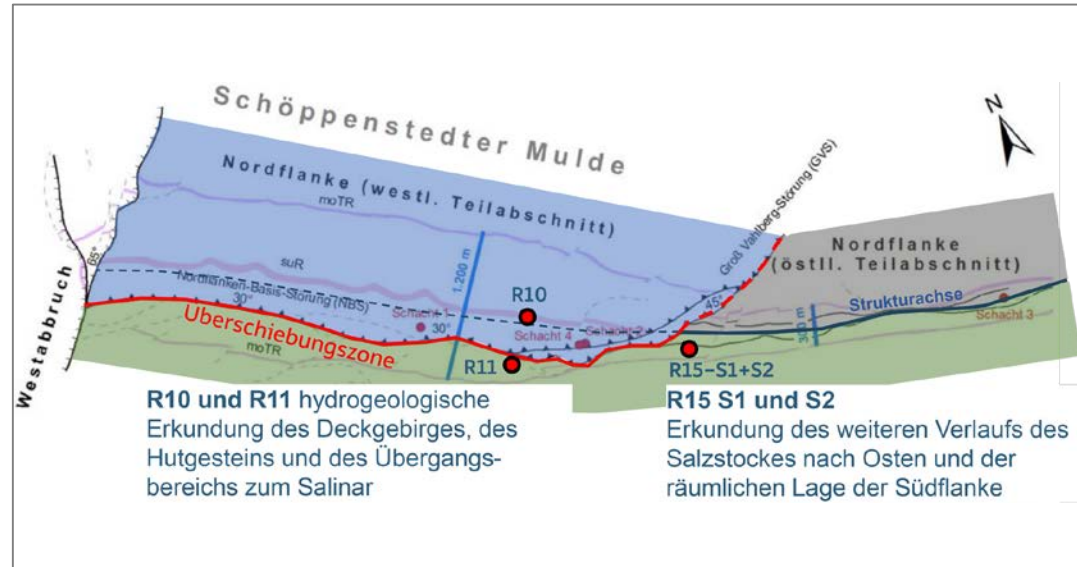 Schöppenstedter Mulde
N
Nordflanke (westl. Teilabschnitt)
moTR
Groß Vahlberg-Störung (GVS)
Nordflanke
(östll. Teilabschnitt)
65°
suR
1.200 m
Nordflanken-Basis-Störung (NBS)
30°
R10
45°
Strukturachse
Westabbruch
Überschiebungszone
Schacht 1
30°
Schacht 2
Schacht 4
Schacht 3
moTR
R11
R15-S1+S2
R10 und R11 hydrogeologische
Erkundung des Deckgebirges, des
Hutgesteins und des Übergangs-
bereichs zum Salinar
R15 S1 und S2
Erkundung des weiteren Verlaufs des
Salzstockes nach Osten und der
räumlichen Lage der Südflanke